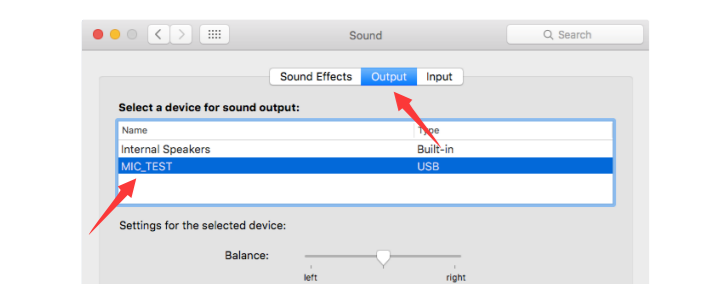 Sound
Search
Sound Effects Output Input
Select a device for sound output:
Name Type
Internal Speakers Built-in
MIC_TEST USB
Settings for the selected device:
Balance:
left right